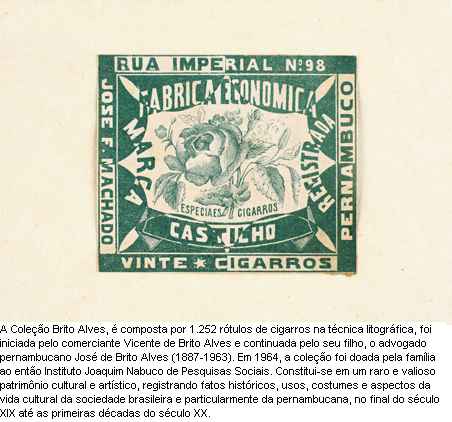 RUA IMPERIAL Nº 98
JOSE F. MACHADO
FABRICA ECONOMICA
MARCA
REGISTRADA
PERNAMBUCO
ESPECIAES CIGARROS
CASTILHO
VINTE ★ CIGARROS
A Coleção Brito Alves, é composta por 1.252 rótulos de cigarros na técnica litográfica, foi
iniciada pelo comerciante Vicente de Brito Alves e continuada pelo seu filho, o advogado
pernambucano José de Brito Alves (1887-1963). Em 1964, a coleção foi doada pela família
ao então Instituto Joaquim Nabuco de Pesquisas Sociais. Constitui-se em um raro e valioso
patrimônio cultural e artístico, registrando fatos históricos, usos, costumes e aspectos da
vida cultural da sociedade brasileira e particularmente da pernambucana, no final do século
XIX até as primeiras décadas do século XX.